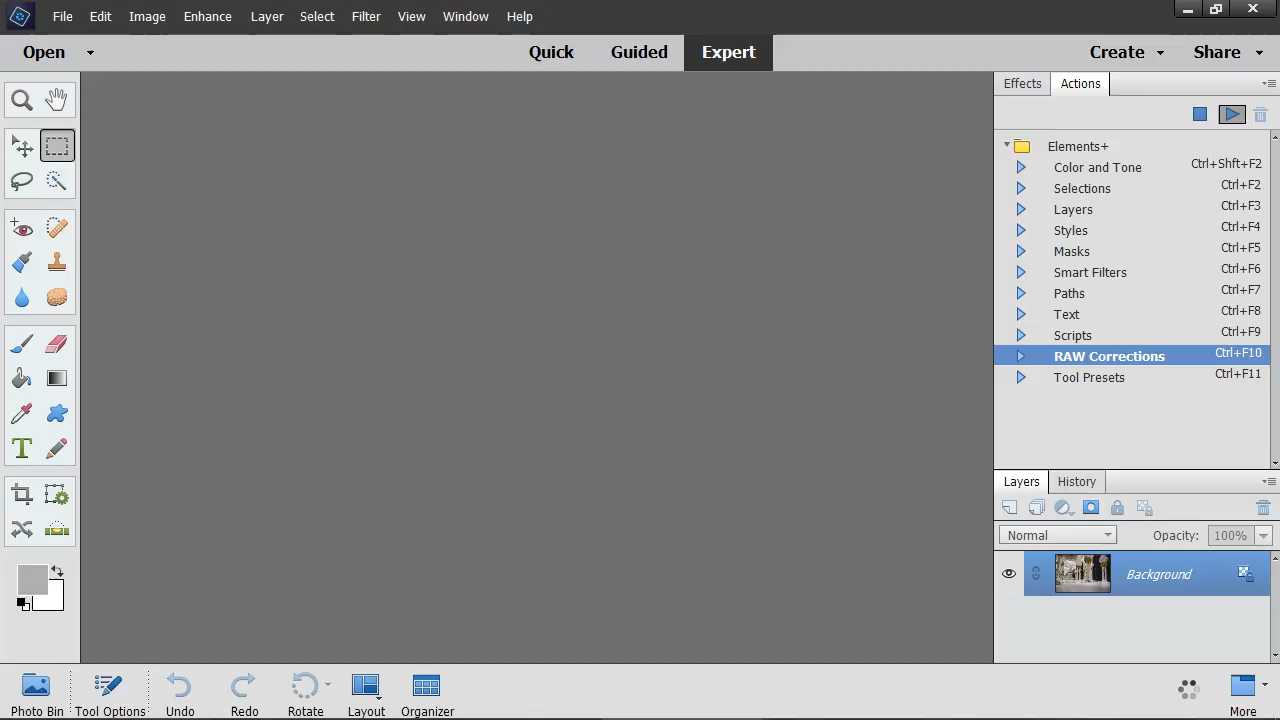 File Edit Image Enhance Layer Select Filter View Window Help
Open Quick Guided Expert Create Share
Effects Actions
Elements+
Color and Tone Ctrl+Shft+F2
Selections Ctrl+F2
Layers Ctrl+F3
Styles Ctrl+F4
Masks Ctrl+F5
Smart Filters Ctrl+F6
Paths Ctrl+F7
Text Ctrl+F8
Scripts Ctrl+F9
RAW Corrections Ctrl+F10
Tool Presets Ctrl+F11
T
Layers History
Normal Opacity: 100%
Background
Photo Bin Tool Options Undo Redo Rotate Layout Organizer More